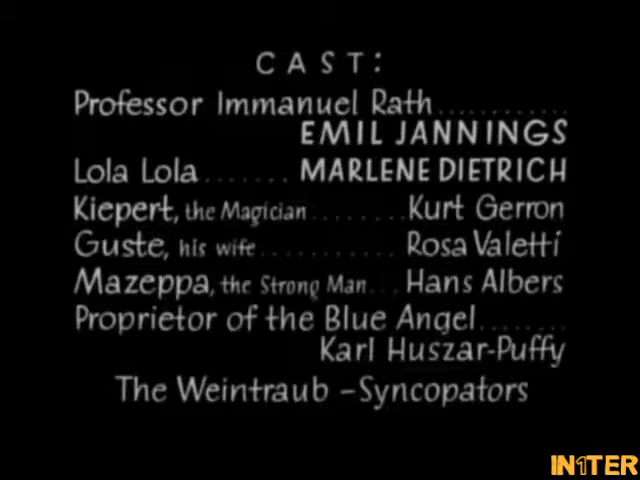 CAST:
Professor Immanuel Rath............
EMIL JANNINGS
Lola Lola....... MARLENE DIETRICH
Kiepert, the Magician........Kurt Gerron
Guste, his wife............ Rosa Valetti
Mazeppa, the Strong Man... Hans Albers
Proprietor of the Blue Angel........
Karl Huszar-Puffy
The Weintraub -Syncopators
IN1TER